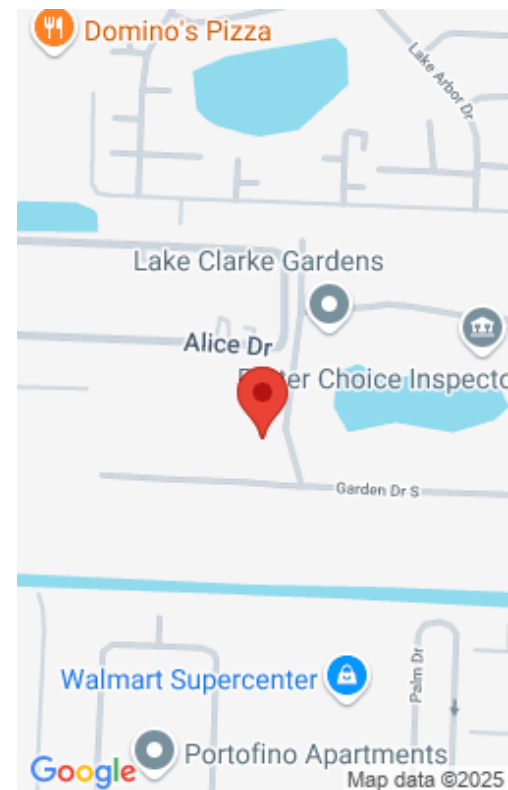 Domino's Pizza
Lake Arbor Dr
Lake Clarke Gardens
Alice Dr
Choice Inspecto
Garden Dr S
Palm Dr
Walmart Supercenter
Portofino Apartments
Google
Map data ©2025